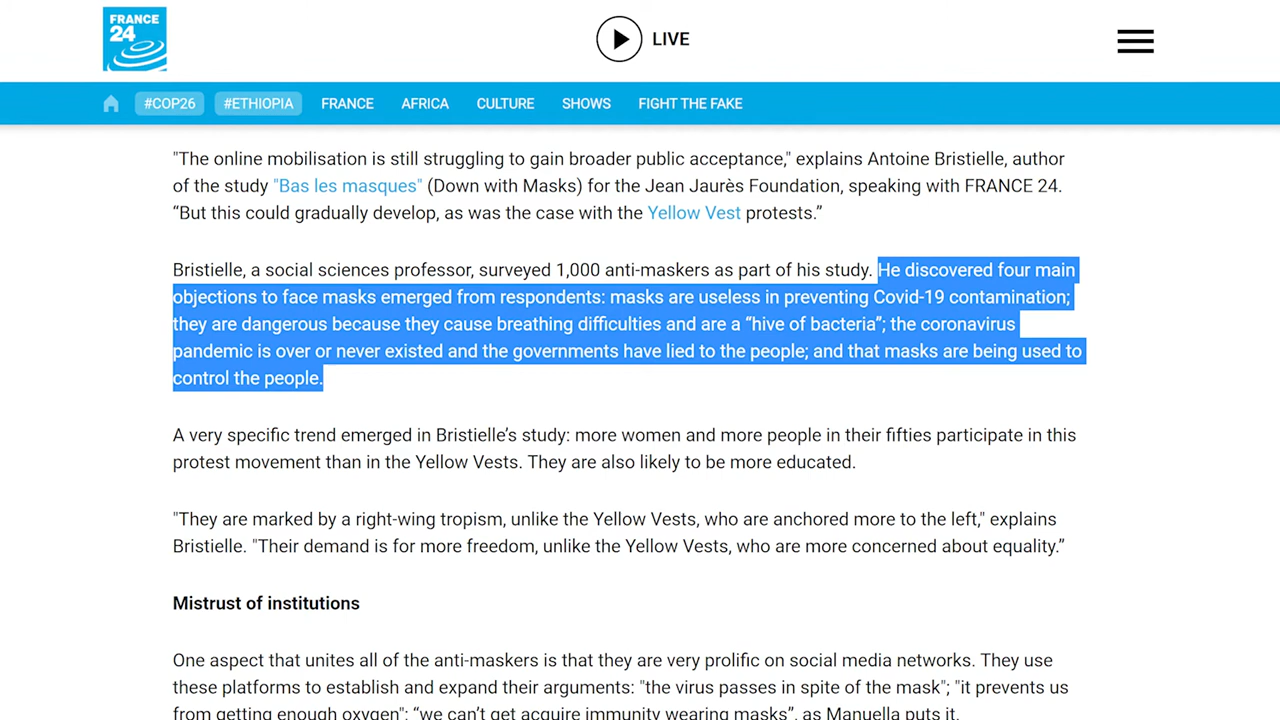 FRANCE
24
LIVE
#COP26 #ETHIOPIA FRANCE AFRICA CULTURE SHOWS FIGHT THE FAKE
"The online mobilisation is still struggling to gain broader public acceptance," explains Antoine Bristielle, author
of the study "Bas les masques" (Down with Masks) for the Jean Jaurès Foundation, speaking with FRANCE 24.
“But this could gradually develop, as was the case with the Yellow Vest protests.”
Bristielle, a social sciences professor, surveyed 1,000 anti-maskers as part of his study. He discovered four main
objections to face masks emerged from respondents: masks are useless in preventing Covid-19 contamination;
they are dangerous because they cause breathing difficulties and are a “hive of bacteria”; the coronavirus
pandemic is over or never existed and the governments have lied to the people; and that masks are being used to
control the people.
A very specific trend emerged in Bristielle’s study: more women and more people in their fifties participate in this
protest movement than in the Yellow Vests. They are also likely to be more educated.
"They are marked by a right-wing tropism, unlike the Yellow Vests, who are anchored more to the left," explains
Bristielle. "Their demand is for more freedom, unlike the Yellow Vests, who are more concerned about equality.”
Mistrust of institutions
One aspect that unites all of the anti-maskers is that they are very prolific on social media networks. They use
these platforms to establish and expand their arguments: "the virus passes in spite of the mask"; "it prevents us
from getting enough oxygen"; “we can’t get acquire immunity wearing masks”, as Manuella puts it.